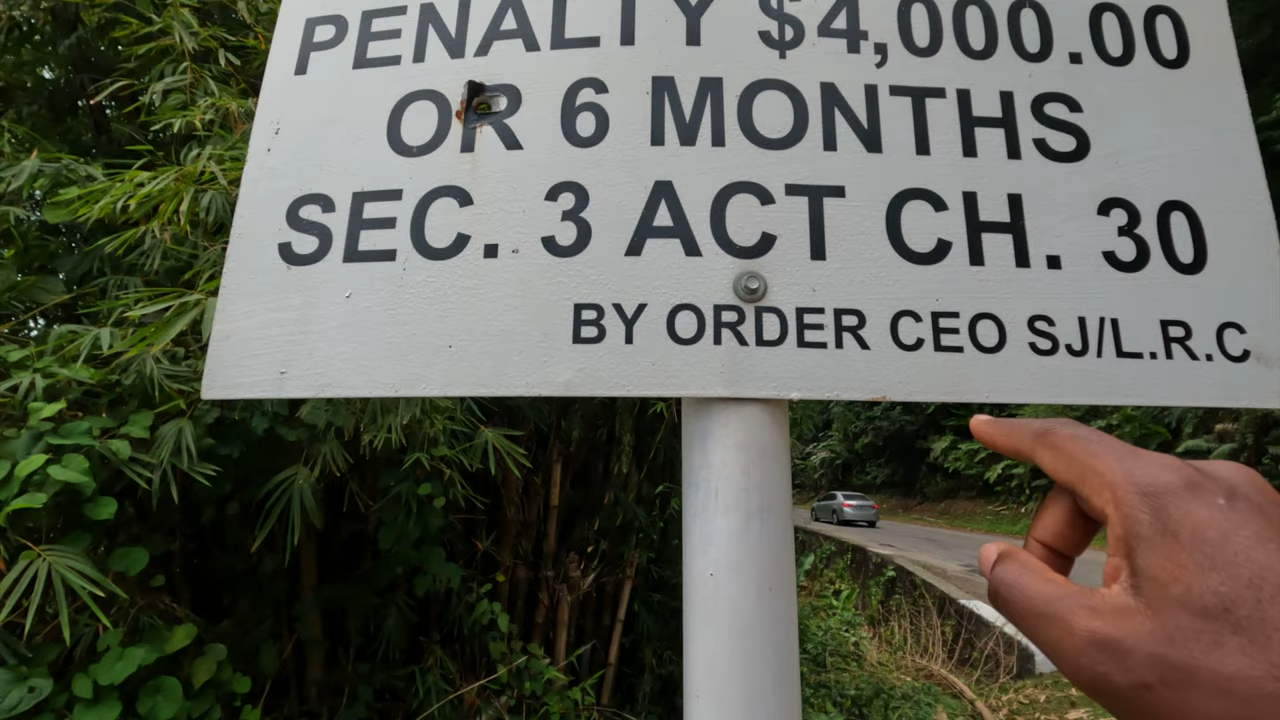 PENALTY $4,000.00
OR 6 MONTHS
SEC. 3 ACT CH. 30
BY ORDER CEO SJ/L.R.C